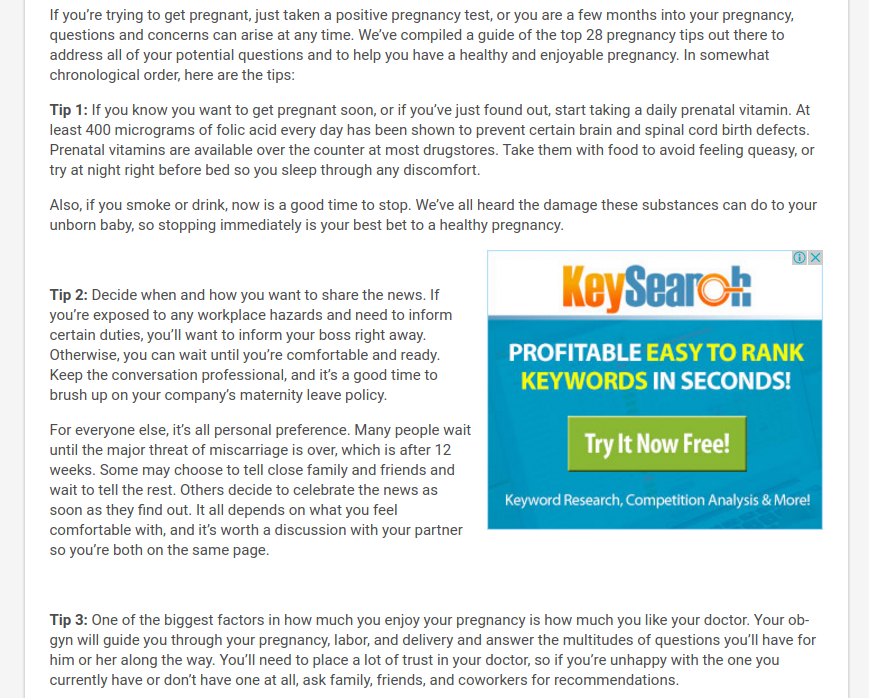 If you're trying to get pregnant, just taken a positive pregnancy test, or you are a few months into your pregnancy,
questions and concerns can arise at any time. We've compiled a guide of the top 28 pregnancy tips out there to
address all of your potential questions and to help you have a healthy and enjoyable pregnancy. In somewhat
chronological order, here are the tips:
Tip 1: If you know you want to get pregnant soon, or if you've just found out, start taking a daily prenatal vitamin. At
least 400 micrograms of folic acid every day has been shown to prevent certain brain and spinal cord birth defects.
Prenatal vitamins are available over the counter at most drugstores. Take them with food to avoid feeling queasy, or
try at night right before bed so you sleep through any discomfort.
Also, if you smoke or drink, now is a good time to stop. We've all heard the damage these substances can do to your
unborn baby, so stopping immediately is your best bet to a healthy pregnancy.
Tip 2: Decide when and how you want to share the news. If
you're exposed to any workplace hazards and need to inform
certain duties, you'll want to inform your boss right away.
Otherwise, you can wait until you're comfortable and ready.
Keep the conversation professional, and it's a good time to
brush up on your company's maternity leave policy.
For everyone else, it's all personal preference. Many people wait
until the major threat of miscarriage is over, which is after 12
weeks. Some may choose to tell close family and friends and
wait to tell the rest. Others decide to celebrate the news as
soon as they find out. It all depends on what you feel
comfortable with, and it's worth a discussion with your partner
so you're both on the same page.
KeySearch
PROFITABLE EASY TO RANK
KEYWORDS IN SECONDS!
Try It Now Free!
Keyword Research, Competition Analysis & More!
Tip 3: One of the biggest factors in how much you enjoy your pregnancy is how much you like your doctor. Your ob-
gyn will guide you through your pregnancy, labor, and delivery and answer the multitudes of questions you'll have for
him or her along the way. You'll need to place a lot of trust in your doctor, so if you're unhappy with the one you
currently have or don't have one at all, ask family, friends, and coworkers for recommendations.